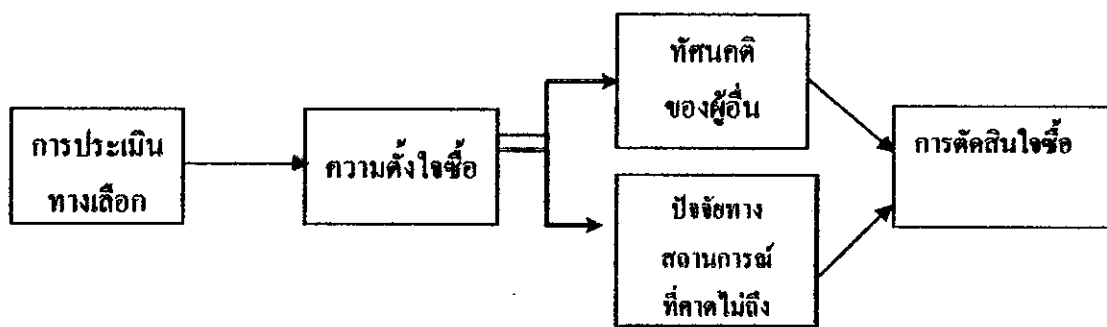 การประเมิน
ทางเลือก
ความตั้งใจซื้อ
ทัศนคติ
ของผู้อื่น
ปัจจัยทาง
สถานการณ์
ที่คาดไม่ถึง
การตัดสินใจซื้อ